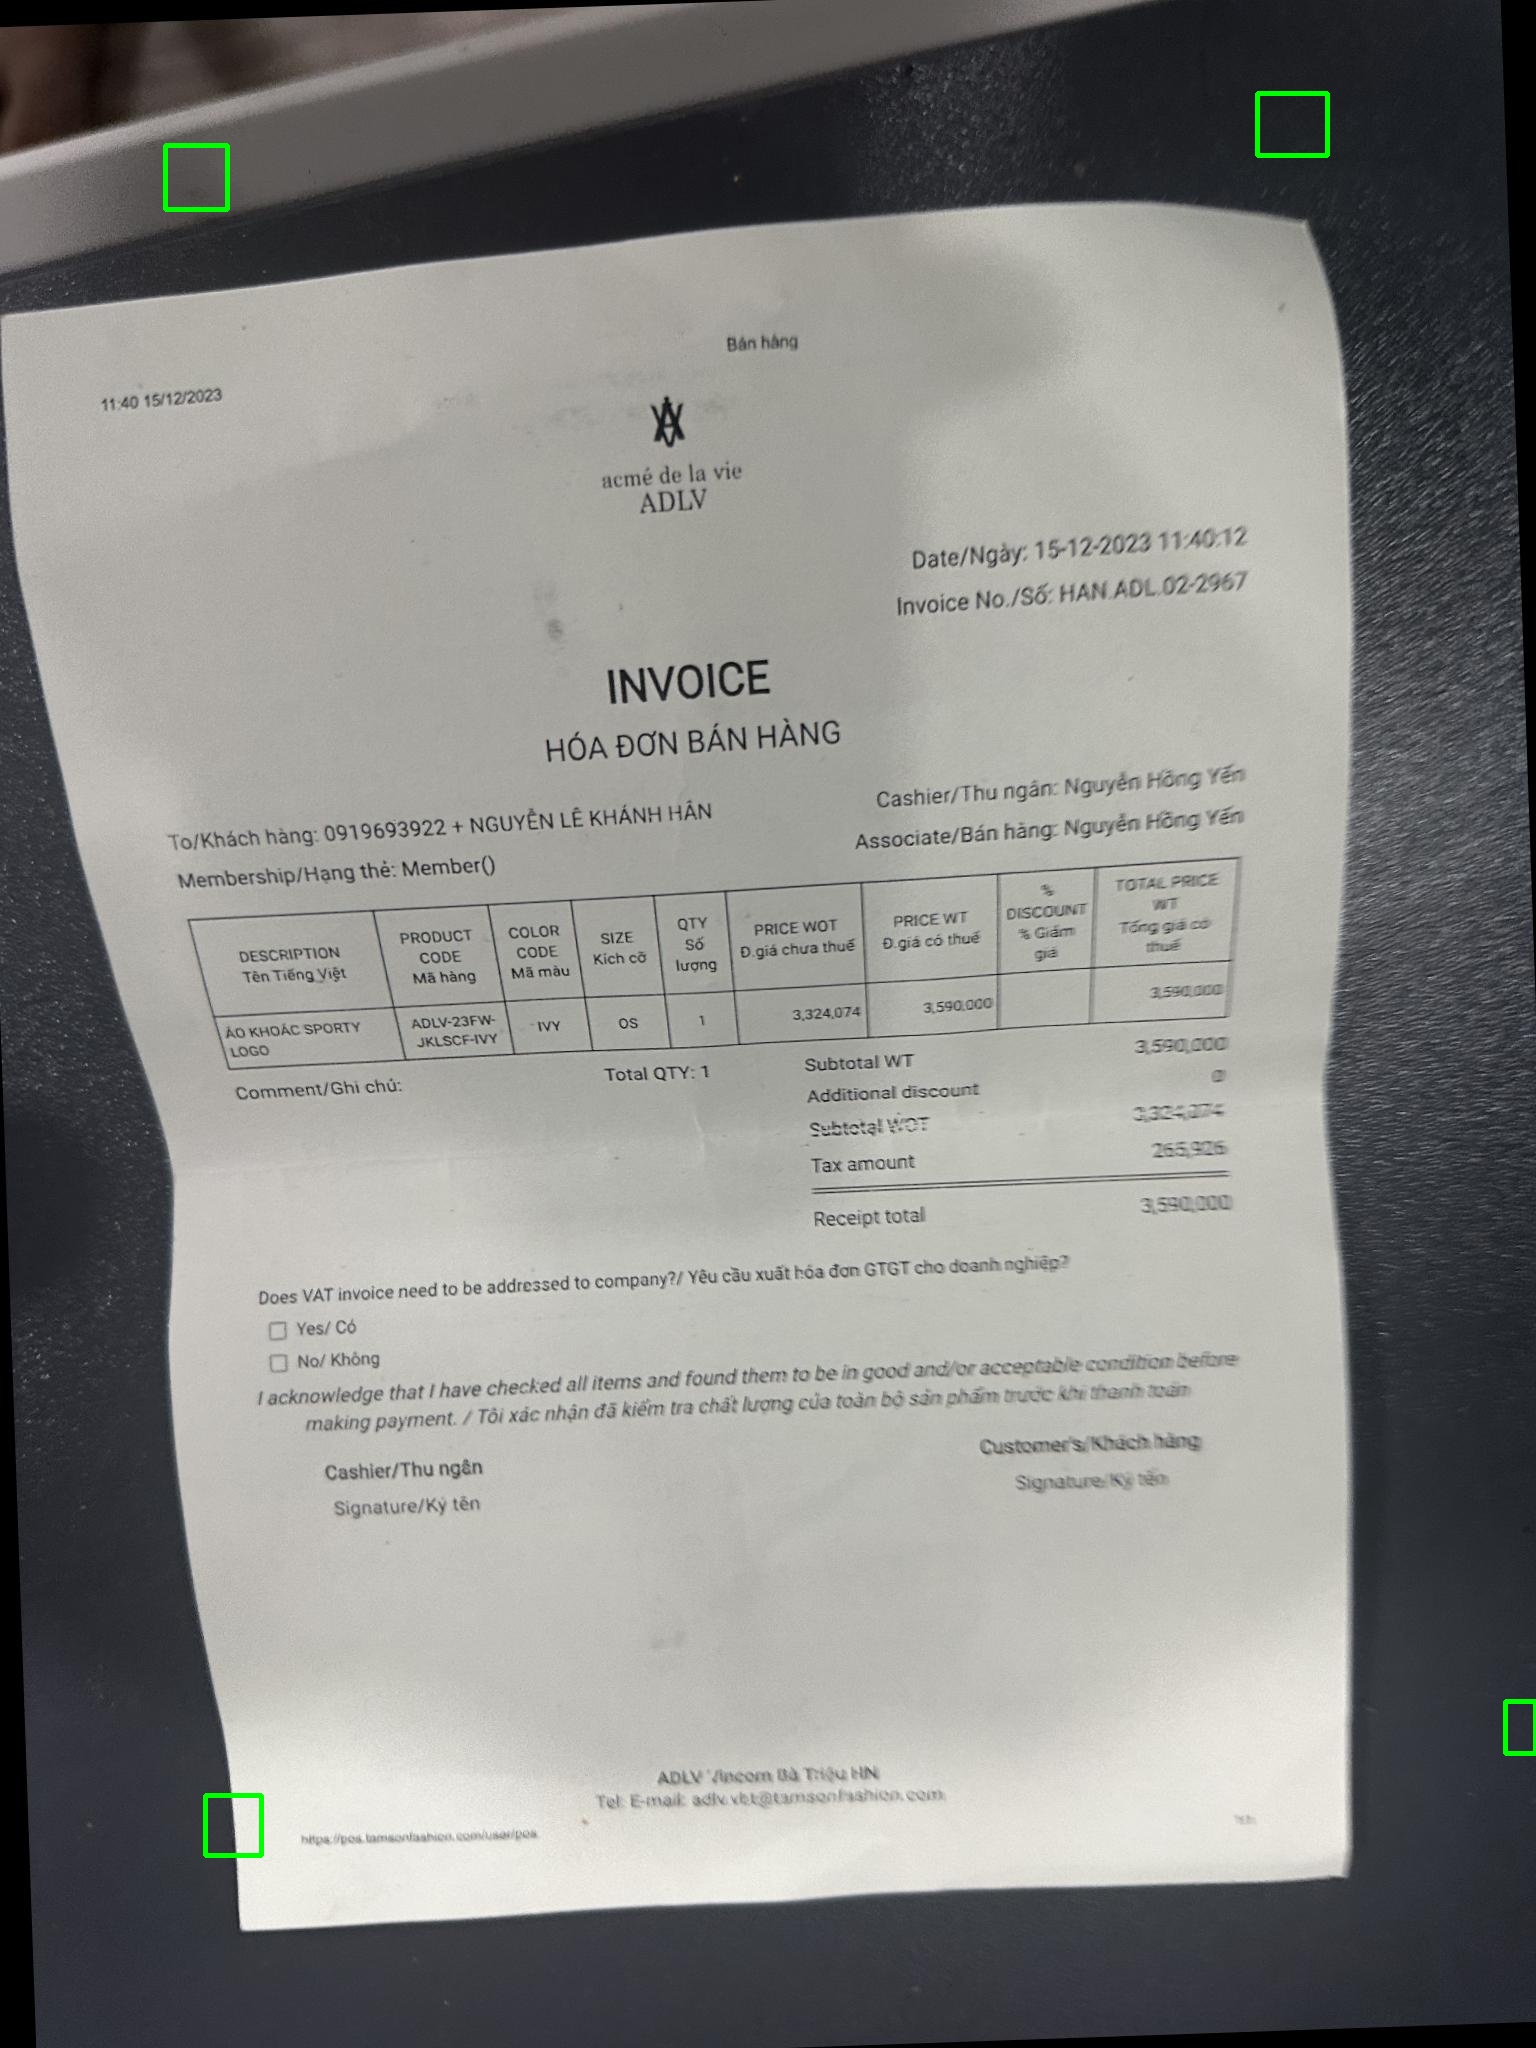 Bán hàng
11:40 15/12/2023
acmé de la vie
ADLV
Date/Ngày: 15-12-2023 11:40:12
Invoice No./Số: HAN.ADL.02-2967
INVOICE
HÓA ĐƠN BÁN HÀNG
Cashier/Thu ngân: Nguyễn Hồng Yến
To/Khách hàng: 0919693922 + NGUYỄN LÊ KHÁNH HÂN
Associate/Bán hàng: Nguyễn Hồng Yến
Membership/Hạng thẻ: Member()
DESCRIPTION Tên Tiếng Việt
PRODUCT CODE Mã hàng
COLOR CODE Mã màu
SIZE Kích cỡ
QTY Số lượng
PRICE WOT Đ.giá chưa thuế
PRICE WT Đ.giá có thuế
% DISCOUNT % Giảm giá
TOTAL PRICE WT Tổng giá có thuế
ÁO KHOÁC SPORTY LOGO
ADLV-23FW-JKLSCF-IVY
IVY
OS
1
3,324,074
3,590,000
3,590,000
Comment/Ghi chú:
Total QTY: 1
Subtotal WT 3,590,000
Additional discount 0
Subtotal WOT 3,324,074
Tax amount 265,926
Receipt total 3,590,000
Does VAT invoice need to be addressed to company?/ Yêu cầu xuất hóa đơn GTGT cho doanh nghiệp?
Yes/ Có
No/ Không
I acknowledge that I have checked all items and found them to be in good and/or acceptable condition before
making payment. / Tôi xác nhận đã kiểm tra chất lượng của toàn bộ sản phẩm trước khi thanh toán
Cashier/Thu ngân
Customer's/Khách hàng
Signature/Ký tên
Signature/Ký tên
ADLV Vincom Bà Triệu HN
Tel: E-mail: adlv.vbt@tamsonfashion.com
https://pos.tamsonfashion.com/user/pos